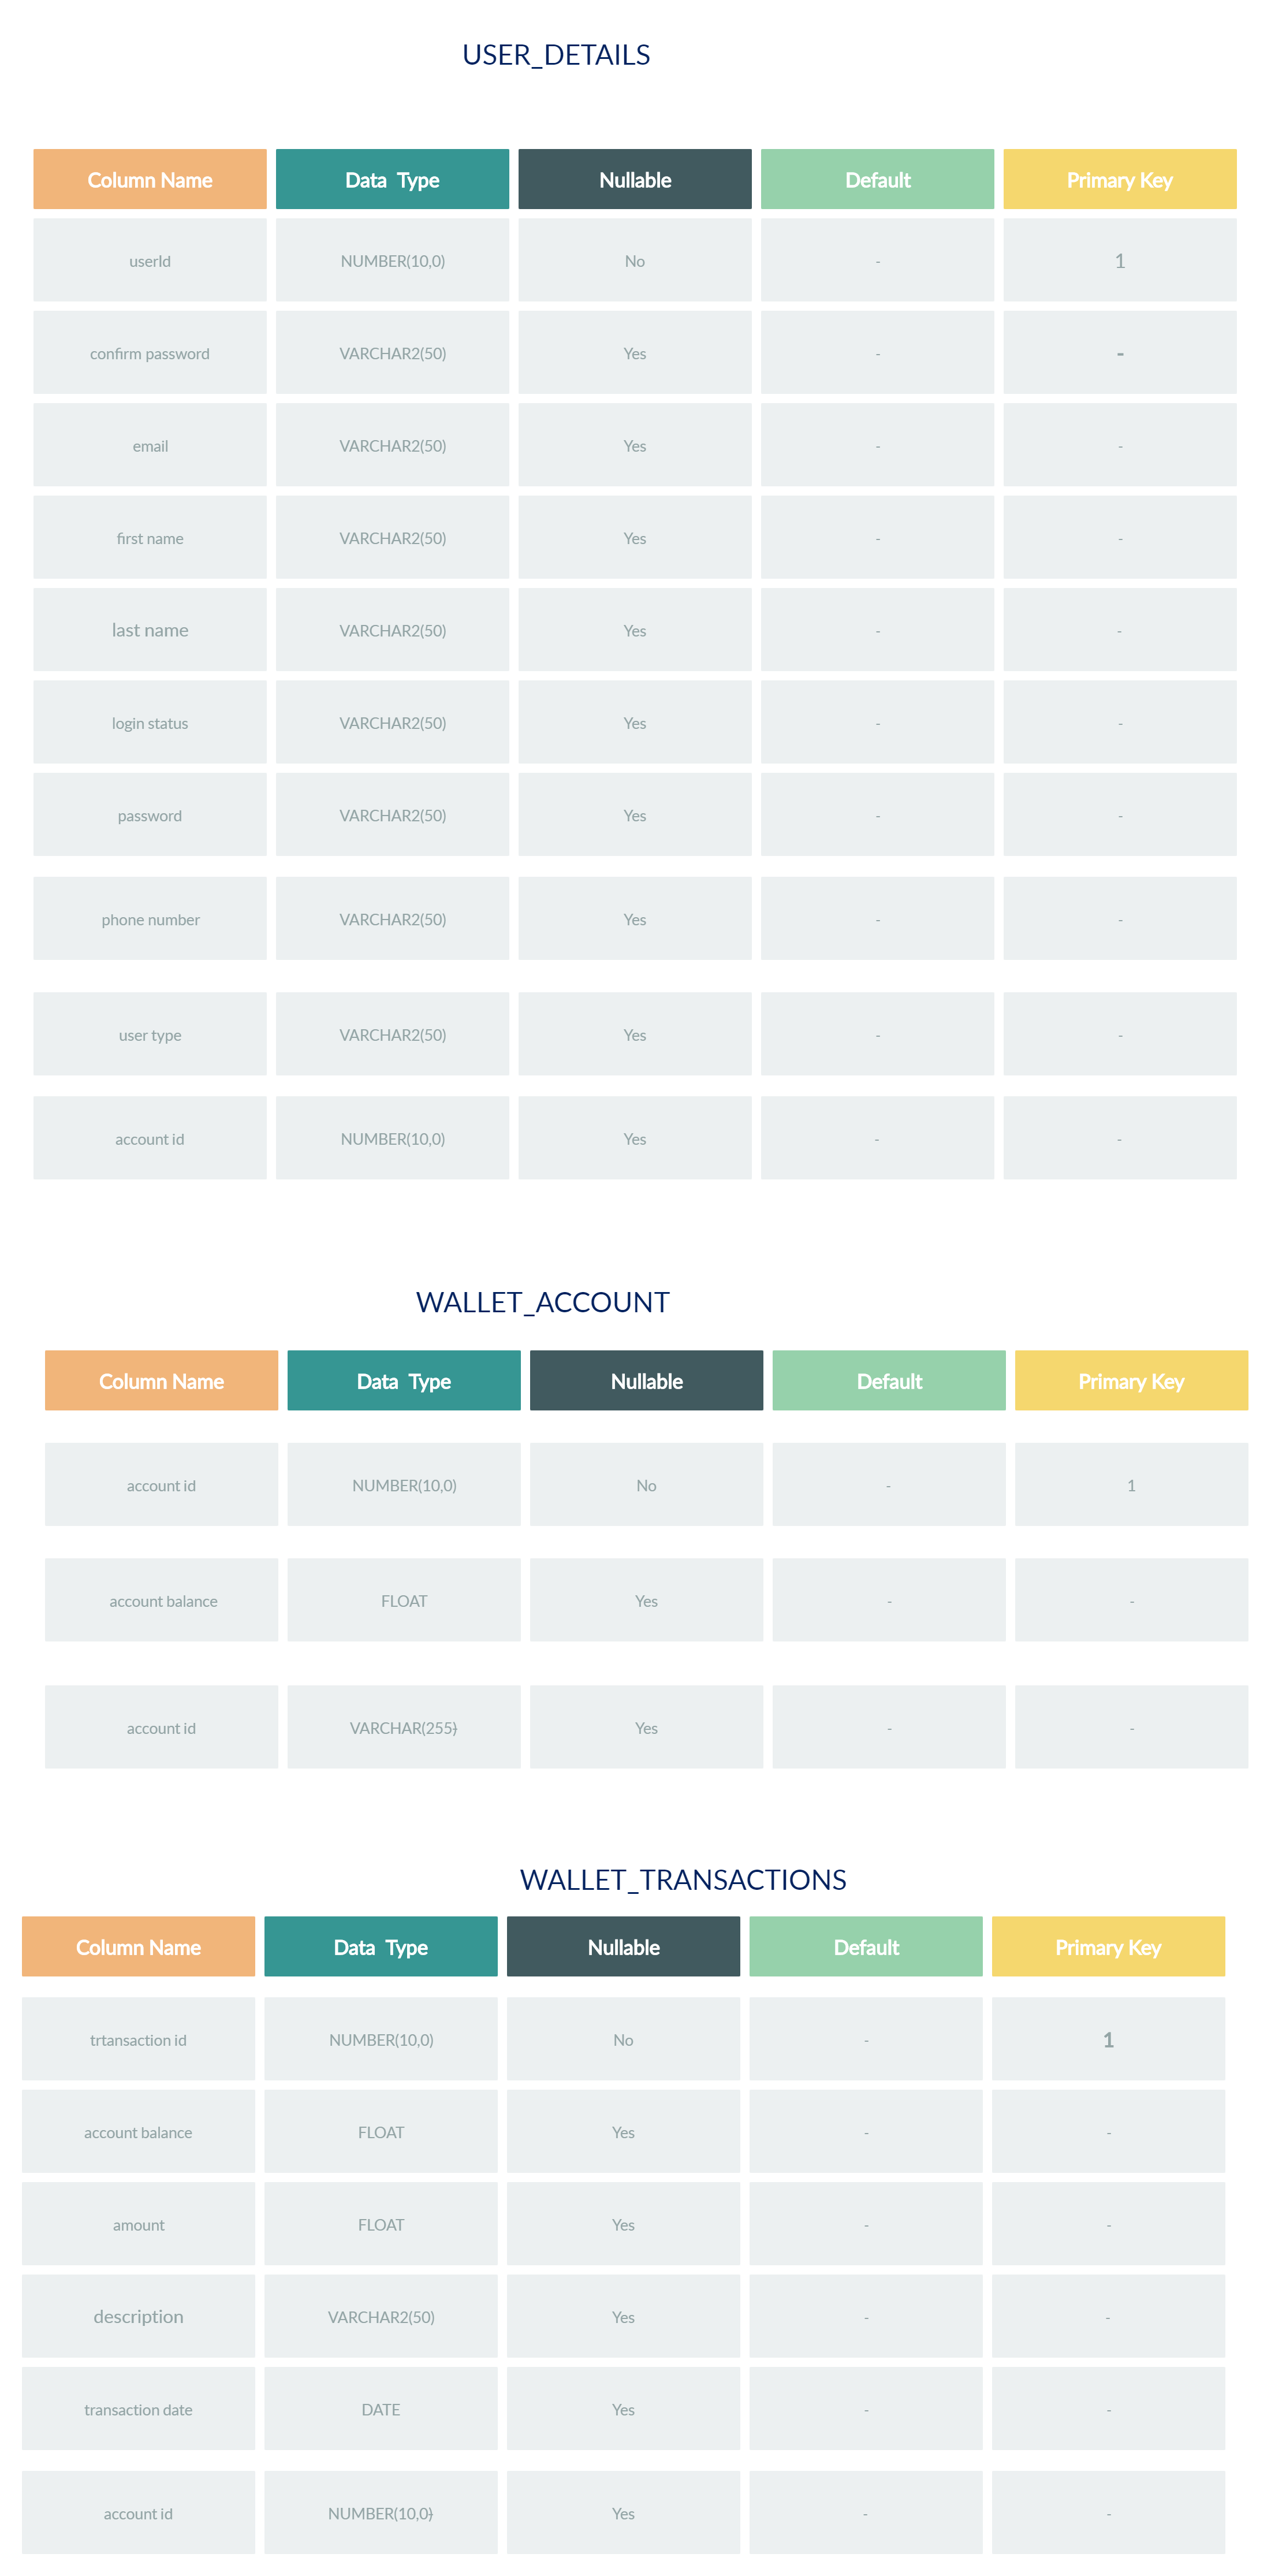 USER_DETAILS
Column Name Data Type Nullable Default Primary Key
userId NUMBER(10,0) No - 1
confirm password VARCHAR2(50) Yes - -
email VARCHAR2(50) Yes - -
first name VARCHAR2(50) Yes - -
last name VARCHAR2(50) Yes - -
login status VARCHAR2(50) Yes - -
password VARCHAR2(50) Yes - -
phone number VARCHAR2(50) Yes - -
user type VARCHAR2(50) Yes - -
account id NUMBER(10,0) Yes - -
WALLET_ACCOUNT
Column Name Data Type Nullable Default Primary Key
account id NUMBER(10,0) No - 1
account balance FLOAT Yes - -
account id VARCHAR(255) Yes - -
WALLET_TRANSACTIONS
Column Name Data Type Nullable Default Primary Key
trtansaction id NUMBER(10,0) No - 1
account balance FLOAT Yes - -
amount FLOAT Yes - -
description VARCHAR2(50) Yes - -
transaction date DATE Yes - -
account id NUMBER(10,0) Yes - -